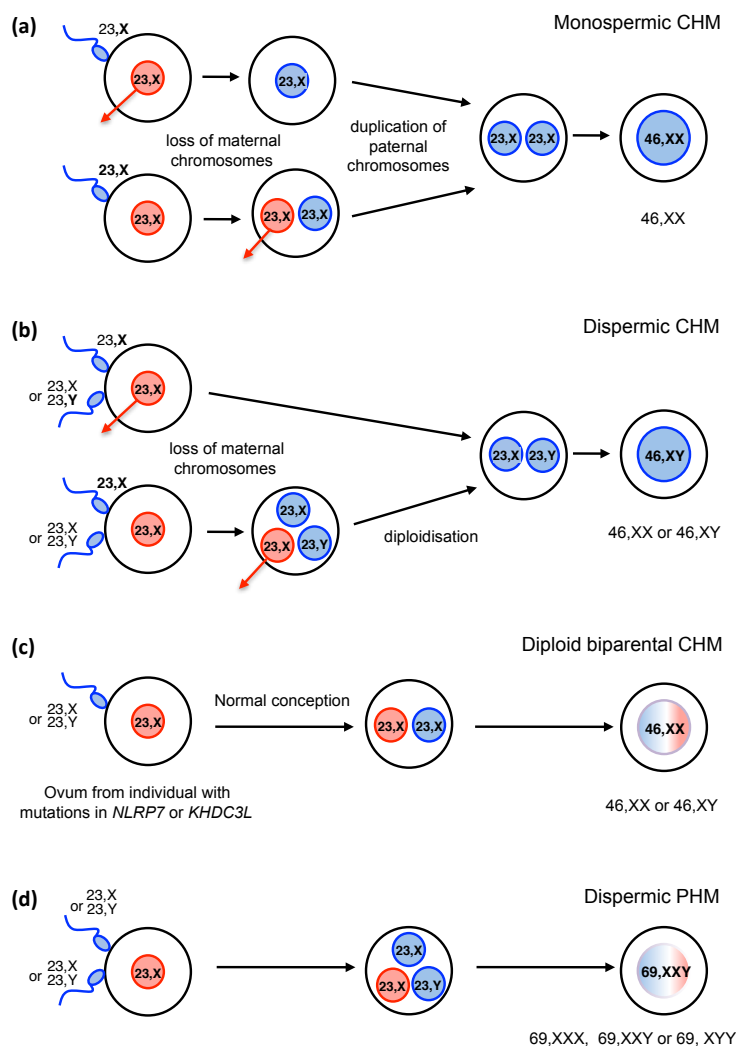 (a)
Monospermic CHM
23,X
23,X
23,X
loss of maternal
chromosomes
duplication of
paternal
chromosomes
23,X
23,X
46,XX
46,XX
23,X
23,X
23,X
23,X
(b)
Dispermic CHM
23,X
or 23,X
23,Y
23,X
loss of maternal
chromosomes
23,X
23,Y
46,XY
46,XX or 46,XY
23,X
or 23,X
23,Y
23,X
23,X
23,X
23,Y
diploidisation
(c)
Diploid biparental CHM
or 23,X
23,Y
23,X
Normal conception
23,X
23,X
46,XX
Ovum from individual with
mutations in NLRP7 or KHDC3L
46,XX or 46,XY
(d)
Dispermic PHM
or 23,X
23,Y
or 23,X
23,Y
23,X
23,X
23,X
23,Y
69,XXY
69,XXX, 69,XXY or 69, XYY